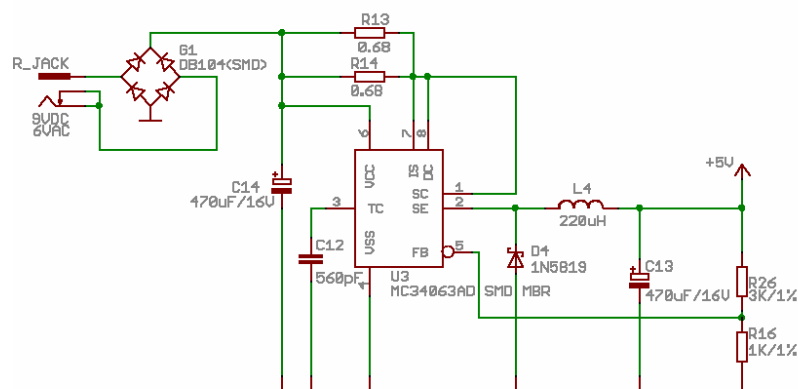 R13
0.68
R14
0.68
G1
DB104(SMD)
R_JACK
9VDC
6VAC
6
7
8
VCC
IS
DC
SC
1
SE
2
TC
3
VSS
4
FB
5
C14
470uF/16V
C12
560pF
U3
MC34063AD SMD MBR
D4
1N5819
L4
220uH
+5V
C13
470uF/16V
R26
3K/1%
R16
1K/1%